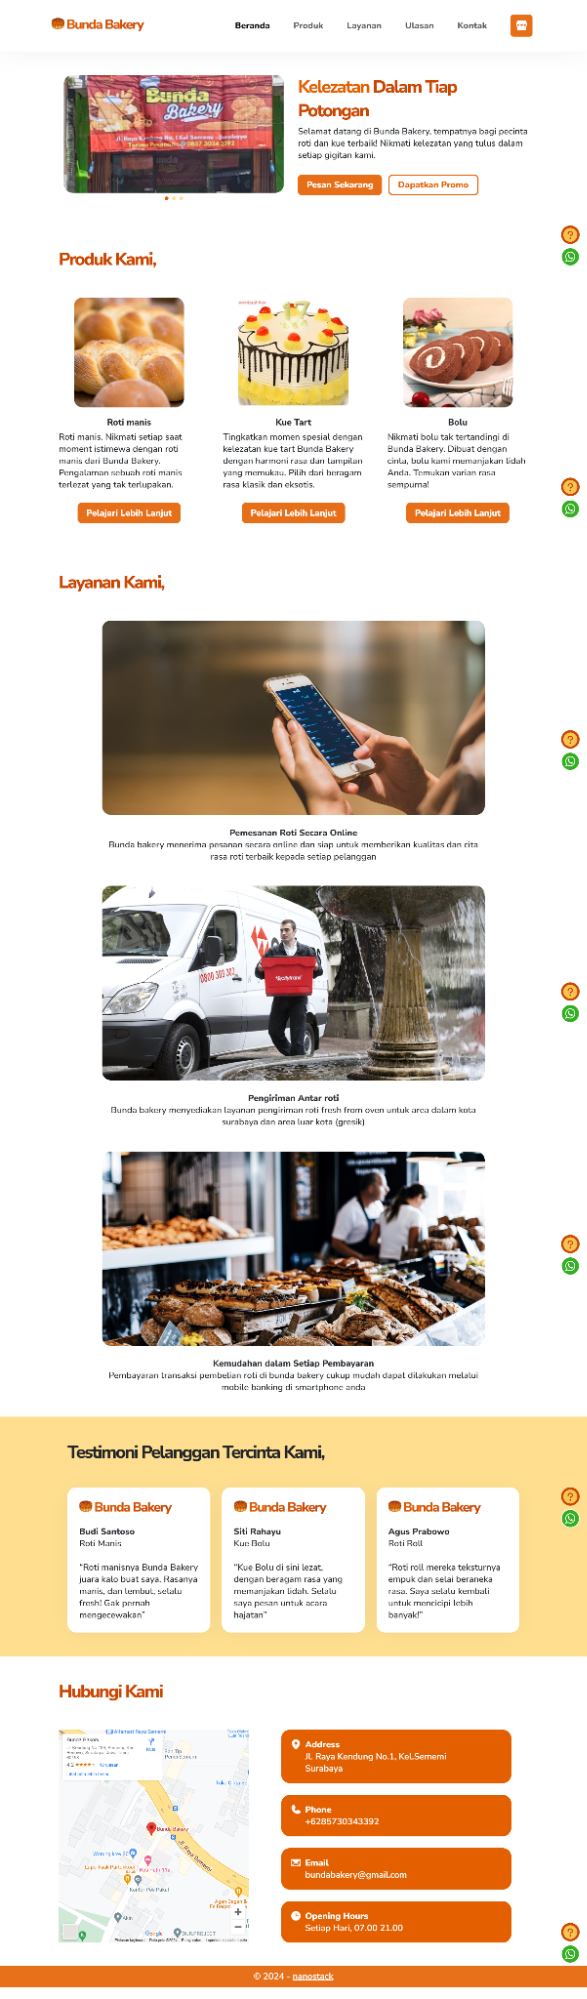 Bunda Bakery
Beranda
Produk
Layanan
Ulasan
Kontak
Bunda
Bakery
Kelezatan Dalam Tiap
Potongan
Selamat datang di Bunda Bakery, tempatnya bagi pecinta
roti dan kue terbaik! Nikmati kelezatan yang tulus dalam
setiap gigitan kami.
Pesan Sekarang
Dapatkan Promo
Produk Kami,
Roti manis
Roti manis. Nikmati setiap saat
momen istimewa dengan roti
manis dari Bunda Bakery.
Pengalaman sebuah roti manis
terlezat yang tak terlupakan.
Pelajari Lebih Lanjut
Kue Tart
Tingkatkan momen spesial dengan
kelezatan kue tart Bunda Bakery
dengan harmoni rasa dan tampilan
yang memukau. Pilih dari beragam
rasa klasik dan eksotis.
Pelajari Lebih Lanjut
Bolu
Nikmati bolu tak tertandingi di
Bunda Bakery. Dibuat dengan
cinta, bolu kami memanjakan lidah
Anda. Temukan varian rasa
sempurna!
Pelajari Lebih Lanjut
Layanan Kami,
Pemesanan Roti Secara Online
Bunda bakery menerima pesanan secara online dan siap untuk memberikan kualitas dan cita
rasa roti terbaik kepada setiap pelanggan
0800 303 303
Pengiriman Antar roti
Bunda bakery menyediakan layanan pengiriman roti fresh from oven untuk area dalam kota
surabaya dan area luar kota (gresik)
Kemudahan dalam Setiap Pembayaran
Pembayaran transaksi pembelian roti di bunda bakery cukup mudah dapat dilakukan melalui
mobile banking di smartphone anda
Testimoni Pelanggan Tercinta Kami,
Bunda Bakery
Budi Santoso
Roti Manis
“Roti manisnya Bunda Bakery
juara kalo buat saya. Rasanya
manis, dan lembut, selalu
fresh! Gak pernah
mengecewakan”
Bunda Bakery
Siti Rahayu
Kue Bolu
“Kue Bolu di sini lezat,
dengan beragam rasa yang
memanjakan lidah. Selalu
saya pesan untuk acara
hajatan”
Bunda Bakery
Agus Prabowo
Roti Roll
“Roti roll mereka teksturnya
empuk dan selai beraneka
rasa. Saya selalu kembali
untuk mencicipi lebih
banyak!”
Hubungi Kami
Bunda Bakery
Jl. Raya Sememi
Google
Address
Jl. Raya Kendung No.1, Kel.Sememi
Surabaya
Phone
+6285730343392
Email
bundabakery@gmail.com
Opening Hours
Setiap Hari, 07.00 21.00
© 2024 - nanostack